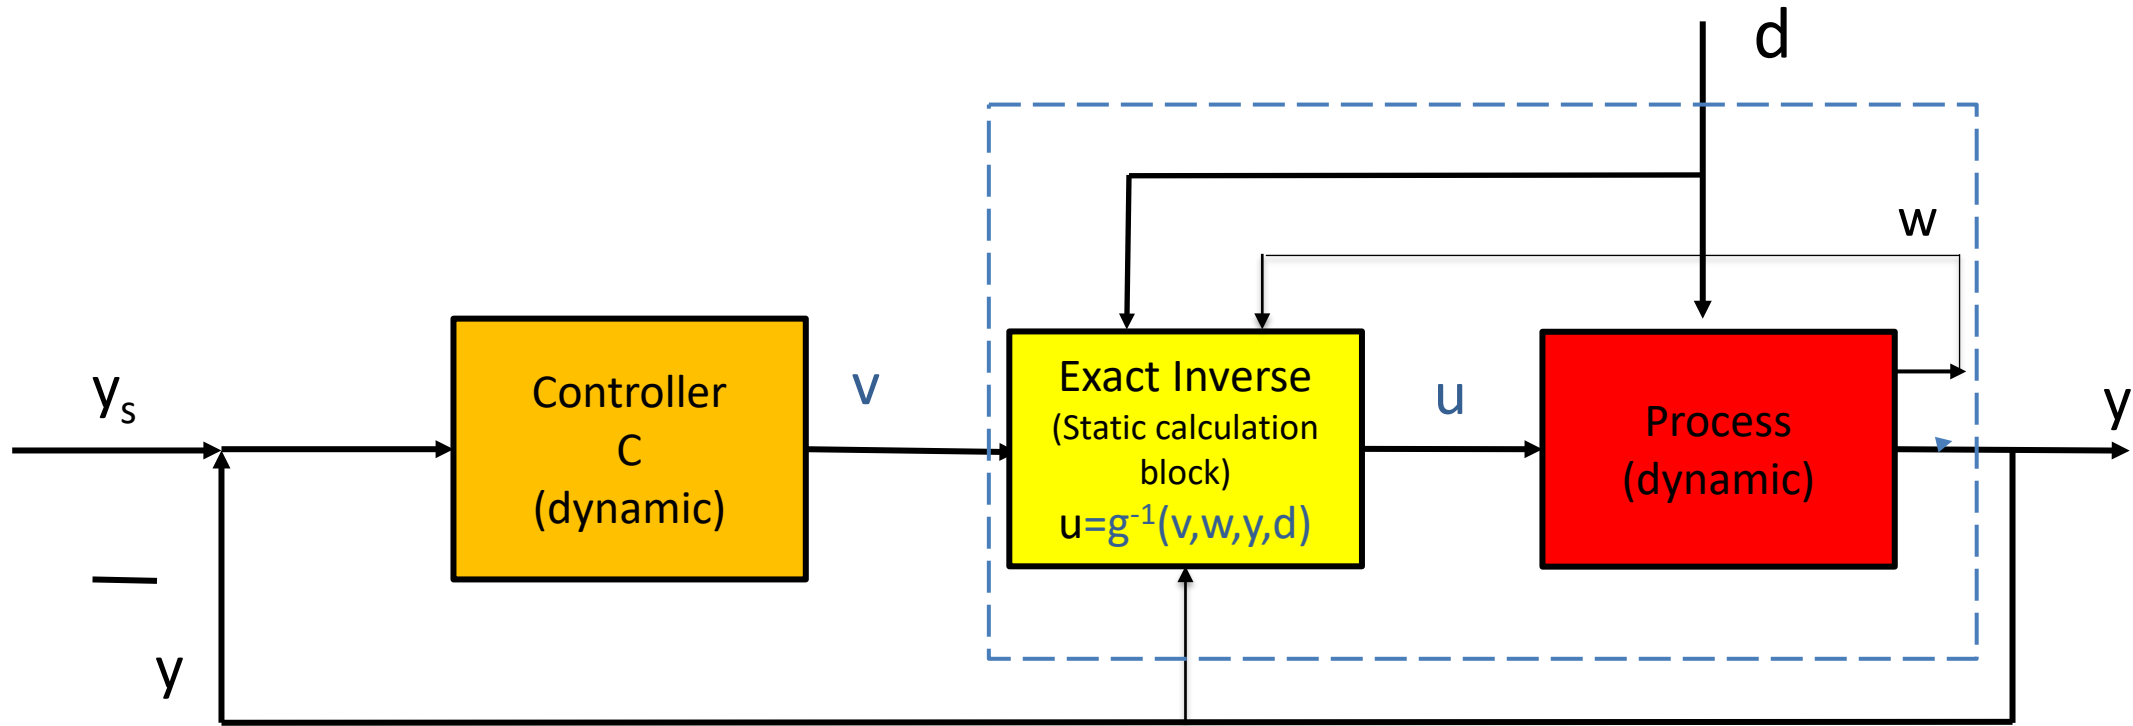 d
w
y
yₛ
Controller
C
(dynamic)
v
Exact Inverse
(Static calculation
block)
u=g⁻¹(v,w,y,d)
u
Process
(dynamic)
—
y